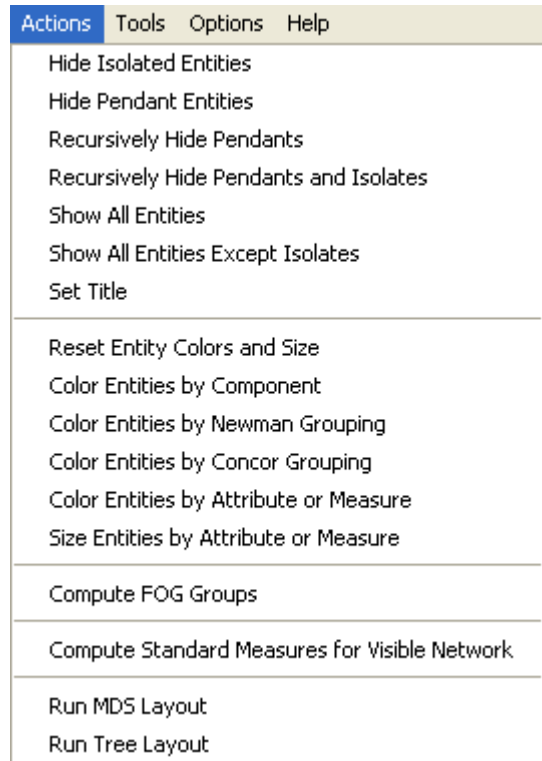 Actions Tools Options Help
Hide Isolated Entities
Hide Pendant Entities
Recursively Hide Pendants
Recursively Hide Pendants and Isolates
Show All Entities
Show All Entities Except Isolates
Set Title
Reset Entity Colors and Size
Color Entities by Component
Color Entities by Newman Grouping
Color Entities by Concor Grouping
Color Entities by Attribute or Measure
Size Entities by Attribute or Measure
Compute FOG Groups
Compute Standard Measures for Visible Network
Run MDS Layout
Run Tree Layout